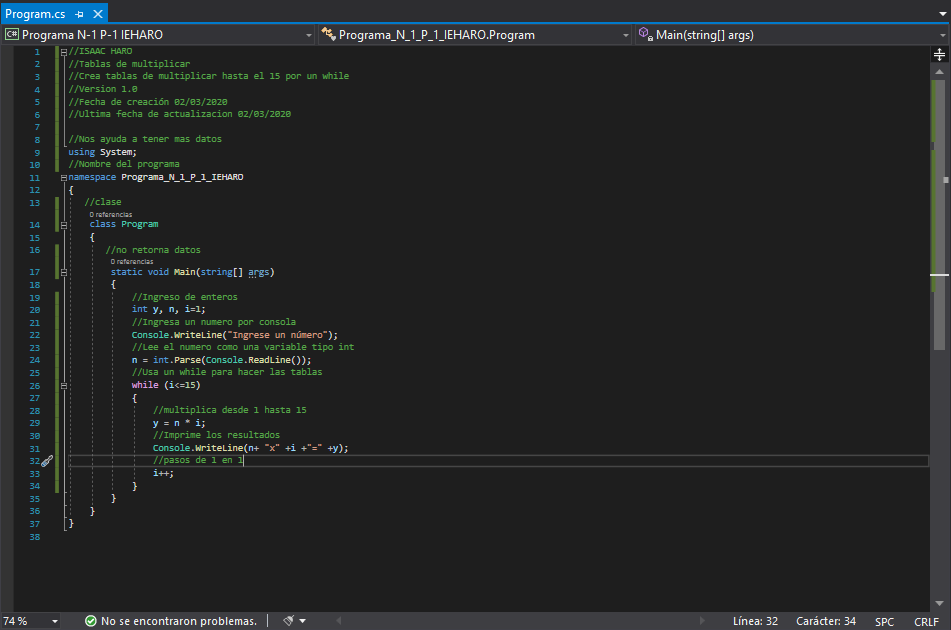 Program.cs
C# Programa N-1 P-1 IEHARO Programa_N_1_P_1_IEHARO.Program Main(string[] args)
1 //ISAAC HARO
2 //Tablas de multiplicar
3 //Crea tablas de multiplicar hasta el 15 por un while
4 //Version 1.0
5 //Fecha de creación 02/03/2020
6 //Ultima fecha de actualizacion 02/03/2020
7
8 //Nos ayuda a tener mas datos
9 using System;
10 //Nombre del programa
11 namespace Programa_N_1_P_1_IEHARO
12 {
13 //clase
0 referencias
14 class Program
15 {
16 //no retorna datos
0 referencias
17 static void Main(string[] args)
18 {
19 //Ingreso de enteros
20 int y, n, i=1;
21 //Ingresa un numero por consola
22 Console.WriteLine("Ingrese un número");
23 //Lee el numero como una variable tipo int
24 n = int.Parse(Console.ReadLine());
25 //Usa un while para hacer las tablas
26 while (i<=15)
27 {
28 //multiplica desde 1 hasta 15
29 y = n * i;
30 //Imprime los resultados
31 Console.WriteLine(n+ "x" +i +"=" +y);
32 //pasos de 1 en 1
33 i++;
34 }
35 }
36 }
37 }
38
74 % No se encontraron problemas. Línea: 32 Carácter: 34 SPC CRLF